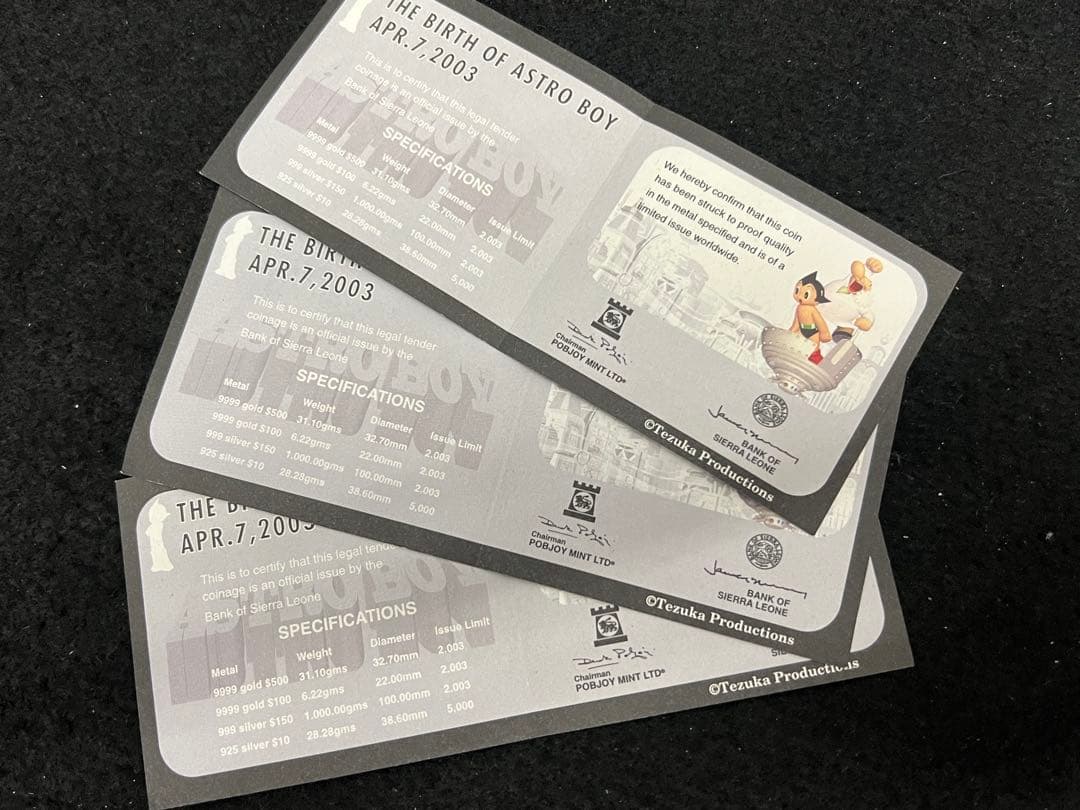 THE BIRTH OF ASTRO BOY
APR.7,2003
This is to certify that this legal tender
coinage is an official issue by the
Bank of Sierra Leone
ASTROBOY
SPECIFICATIONS
Metal Weight Diameter Issue Limit
9999 gold $500 31.10gms 32.70mm 2.003
9999 gold $100 6.22gms 22.00mm 2.003
999 silver $150 1.000.00gms 100.00mm 2.003
925 silver $10 28.28gms 38.60mm 5,000
We hereby confirm that this coin
has been struck to proof quality
in the metal specified and is of a
limited issue worldwide.
Chairman
POBJOY MINT LTD®
BANK OF SIERRA LEONE
BANK OF
SIERRA LEONE
©Tezuka Productions
THE BIRTH
APR.7,2003
This is to certify that this legal tender
coinage is an official issue by the
Bank of Sierra Leone
ASTROBOY
SPECIFICATIONS
Metal Weight Diameter Issue Limit
9999 gold $500 31.10gms 32.70mm 2.003
9999 gold $100 6.22gms 22.00mm 2.003
999 silver $150 1.000.00gms 100.00mm 2.003
925 silver $10 28.28gms 38.60mm 5,000
Chairman
POBJOY MINT LTD®
BANK OF
SIERRA LEONE
©Tezuka Productions
THE
APR.7,2003
This is to certify that this legal tende
coinage is an official issue by the
Bank of Sierra Leone
SPECIFICATIONS
Metal Weight Diameter Issue Limit
9999 gold $500 31.10gms 32.70mm 2.003
9999 gold $100 6.22gms 22.00mm 2.003
999 silver $150 1.000.00gms 100.00mm 2.003
925 silver $10 28.28gms 38.60mm 5,000
Chairman
POBJOY MINT LTD®
©Tezuka Productions